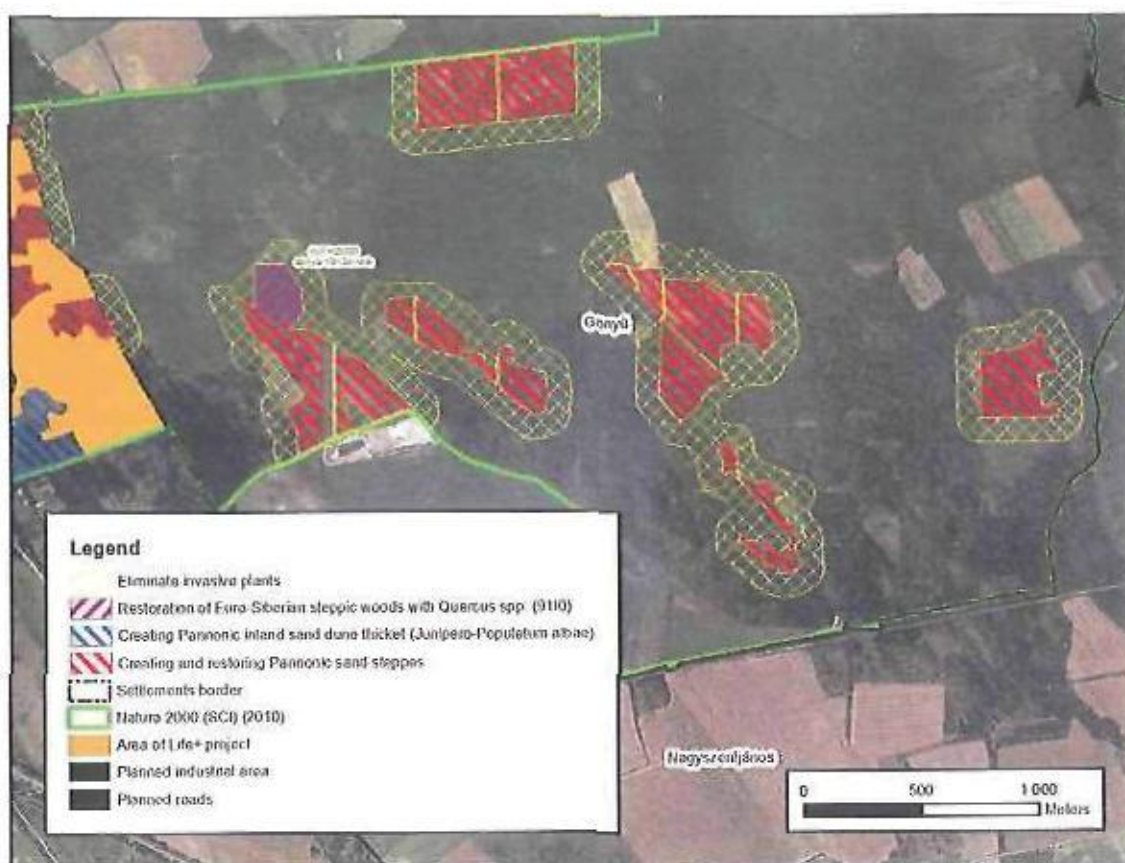 Gönyű
Legend
Eliminate invasive plants
Restoration of Euro-Siberian steppic woods with Quercus spp. (91I0)
Creating Pannonic inland sand dune thicket (Junipero-Populetum albae)
Creating and restoring Pannonic sand steppes
Settlements border
Natura 2000 (SCI) (2010)
Area of Life+ project
Planned industrial area
Planned roads
Nagyszentjános
0 500 1 000
Meters